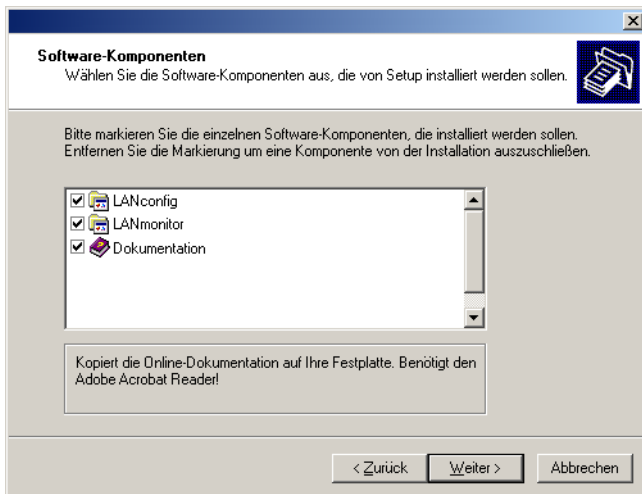 Software-Komponenten
Wählen Sie die Software-Komponenten aus, die von Setup installiert werden sollen.
Bitte markieren Sie die einzelnen Software-Komponenten, die installiert werden sollen.
Entfernen Sie die Markierung um eine Komponente von der Installation auszuschließen.
LANconfig
LANmonitor
Dokumentation
Kopiert die Online-Dokumentation auf Ihre Festplatte. Benötigt den
Adobe Acrobat Reader!
< Zurück
Weiter >
Abbrechen